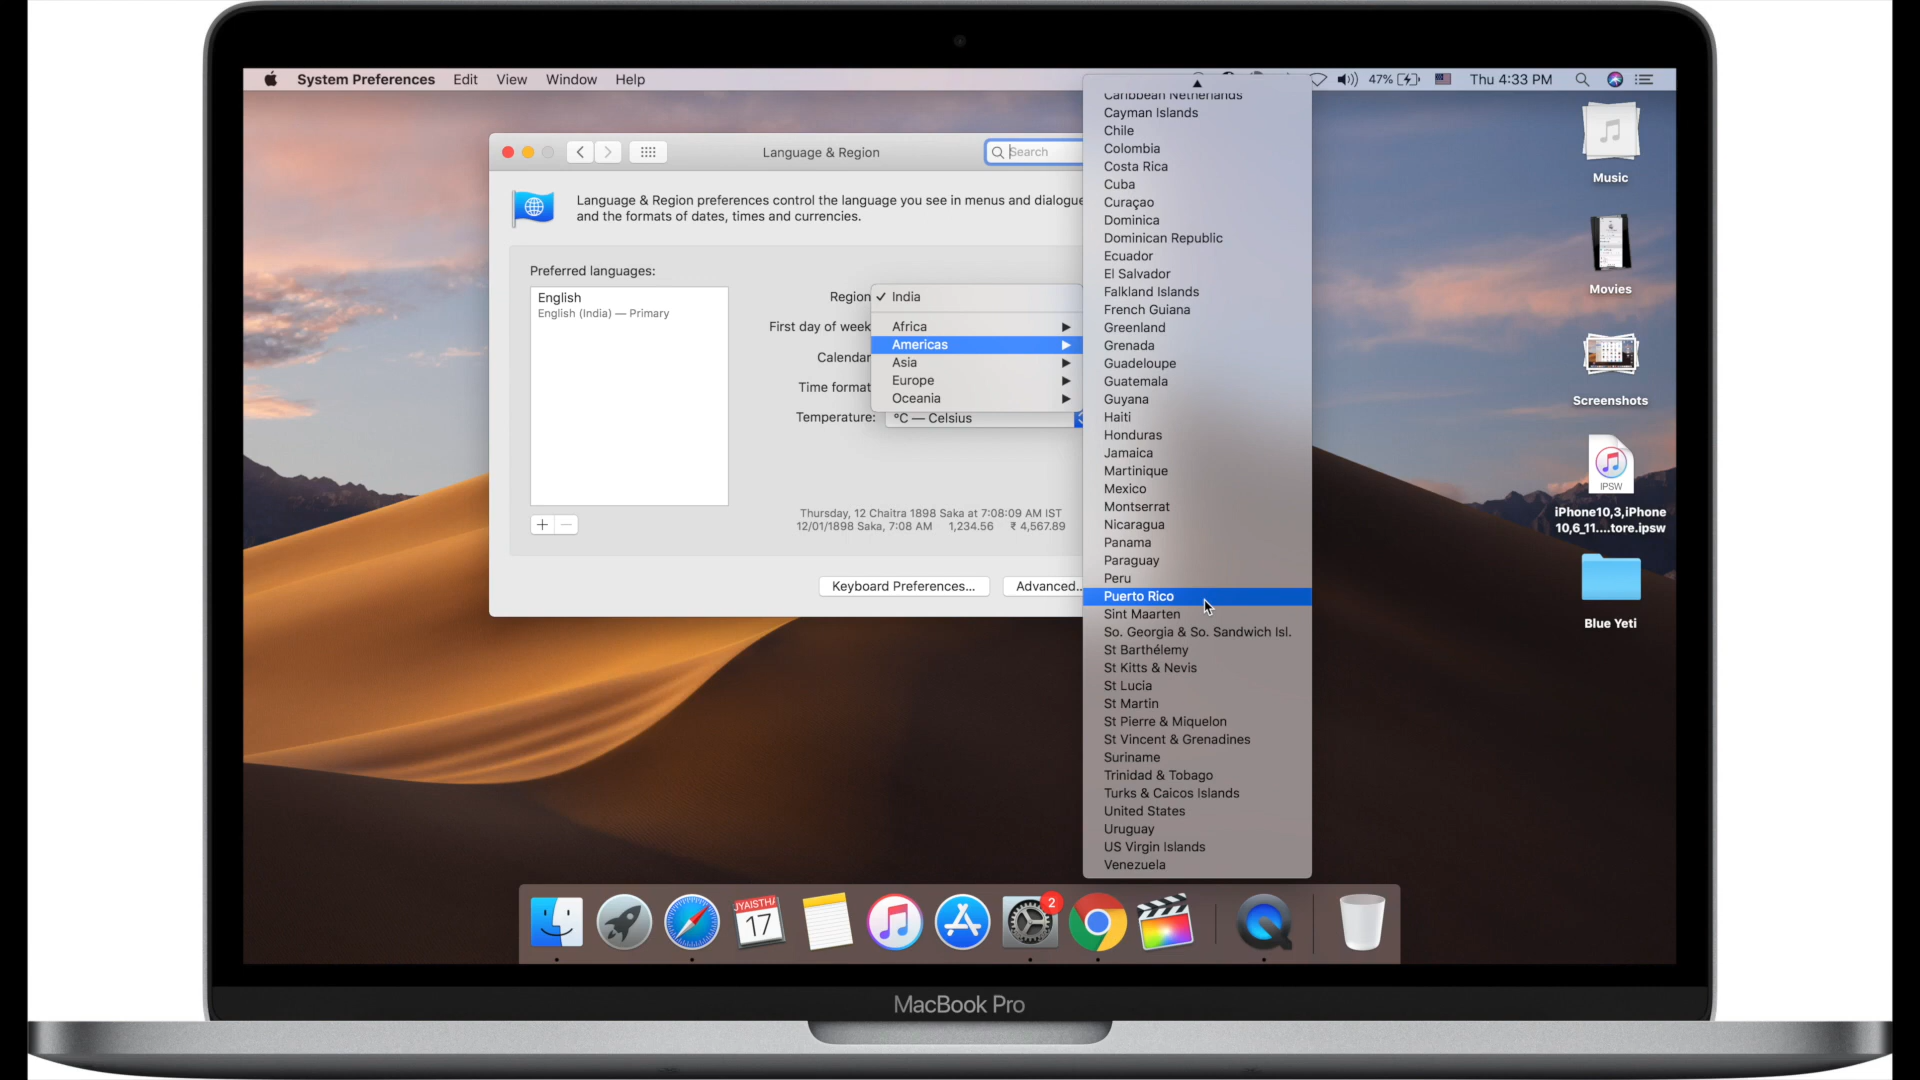 System Preferences Edit View Window Help
47% Thu 4:33 PM
Language & Region
Search
Language & Region preferences control the language you see in menus and dialogue
and the formats of dates, times and currencies.
Preferred languages:
English
English (India) — Primary
Region
First day of week
Calendar
Time format
Temperature:
India
Africa
Americas
Asia
Europe
Oceania
°C — Celsius
Thursday, 12 Chaitra 1898 Saka at 7:08:09 AM IST
12/01/1898 Saka, 7:08 AM 1,234.56 ₹ 4,567.89
Keyboard Preferences...
Advanced..
Caribbean Netherlands
Cayman Islands
Chile
Colombia
Costa Rica
Cuba
Curaçao
Dominica
Dominican Republic
Ecuador
El Salvador
Falkland Islands
French Guiana
Greenland
Grenada
Guadeloupe
Guatemala
Guyana
Haiti
Honduras
Jamaica
Martinique
Mexico
Montserrat
Nicaragua
Panama
Paraguay
Peru
Puerto Rico
Sint Maarten
So. Georgia & So. Sandwich Isl.
St Barthélemy
St Kitts & Nevis
St Lucia
St Martin
St Pierre & Miquelon
St Vincent & Grenadines
Suriname
Trinidad & Tobago
Turks & Caicos Islands
United States
Uruguay
US Virgin Islands
Venezuela
Music
Movies
Screenshots
IPSW
iPhone10,3,iPhone
10,6_11....tore.ipsw
Blue Yeti
JYAISTHA
17
2
MacBook Pro